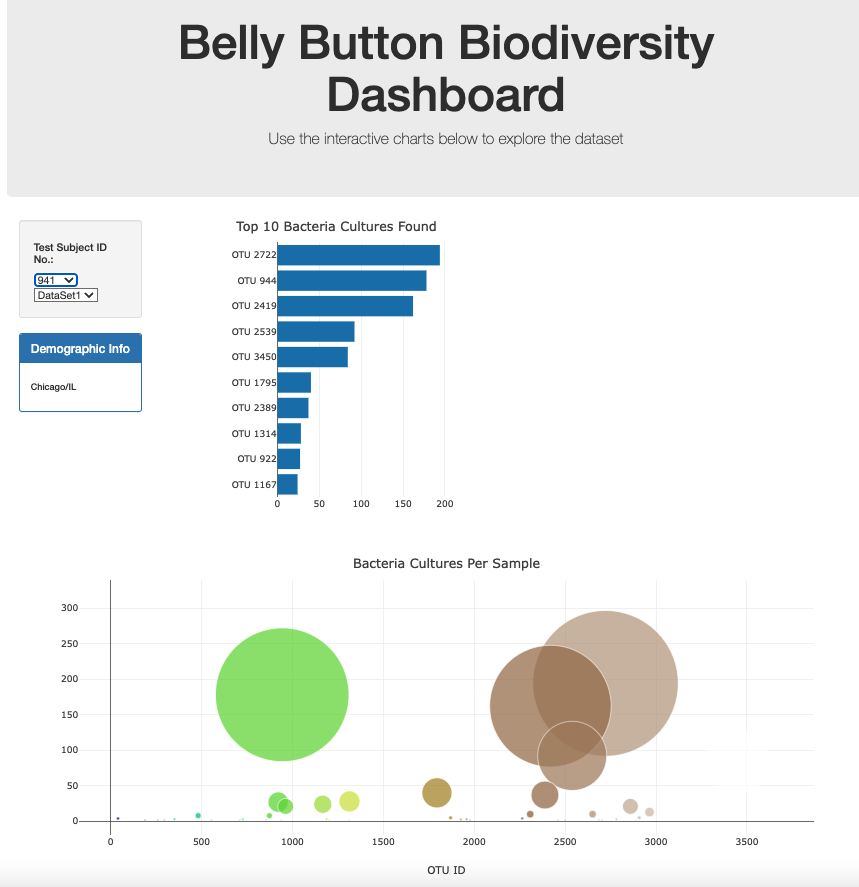 Belly Button Biodiversity
Dashboard
Use the interactive charts below to explore the dataset
Test Subject ID
No.:
941
DataSet1
Demographic Info
Chicago/IL
Top 10 Bacteria Cultures Found
OTU 2722
OTU 944
OTU 2419
OTU 2539
OTU 3450
OTU 1795
OTU 2389
OTU 1314
OTU 922
OTU 1167
0 50 100 150 200
Bacteria Cultures Per Sample
300
250
200
150
100
50
0
0 500 1000 1500 2000 2500 3000 3500
OTU ID